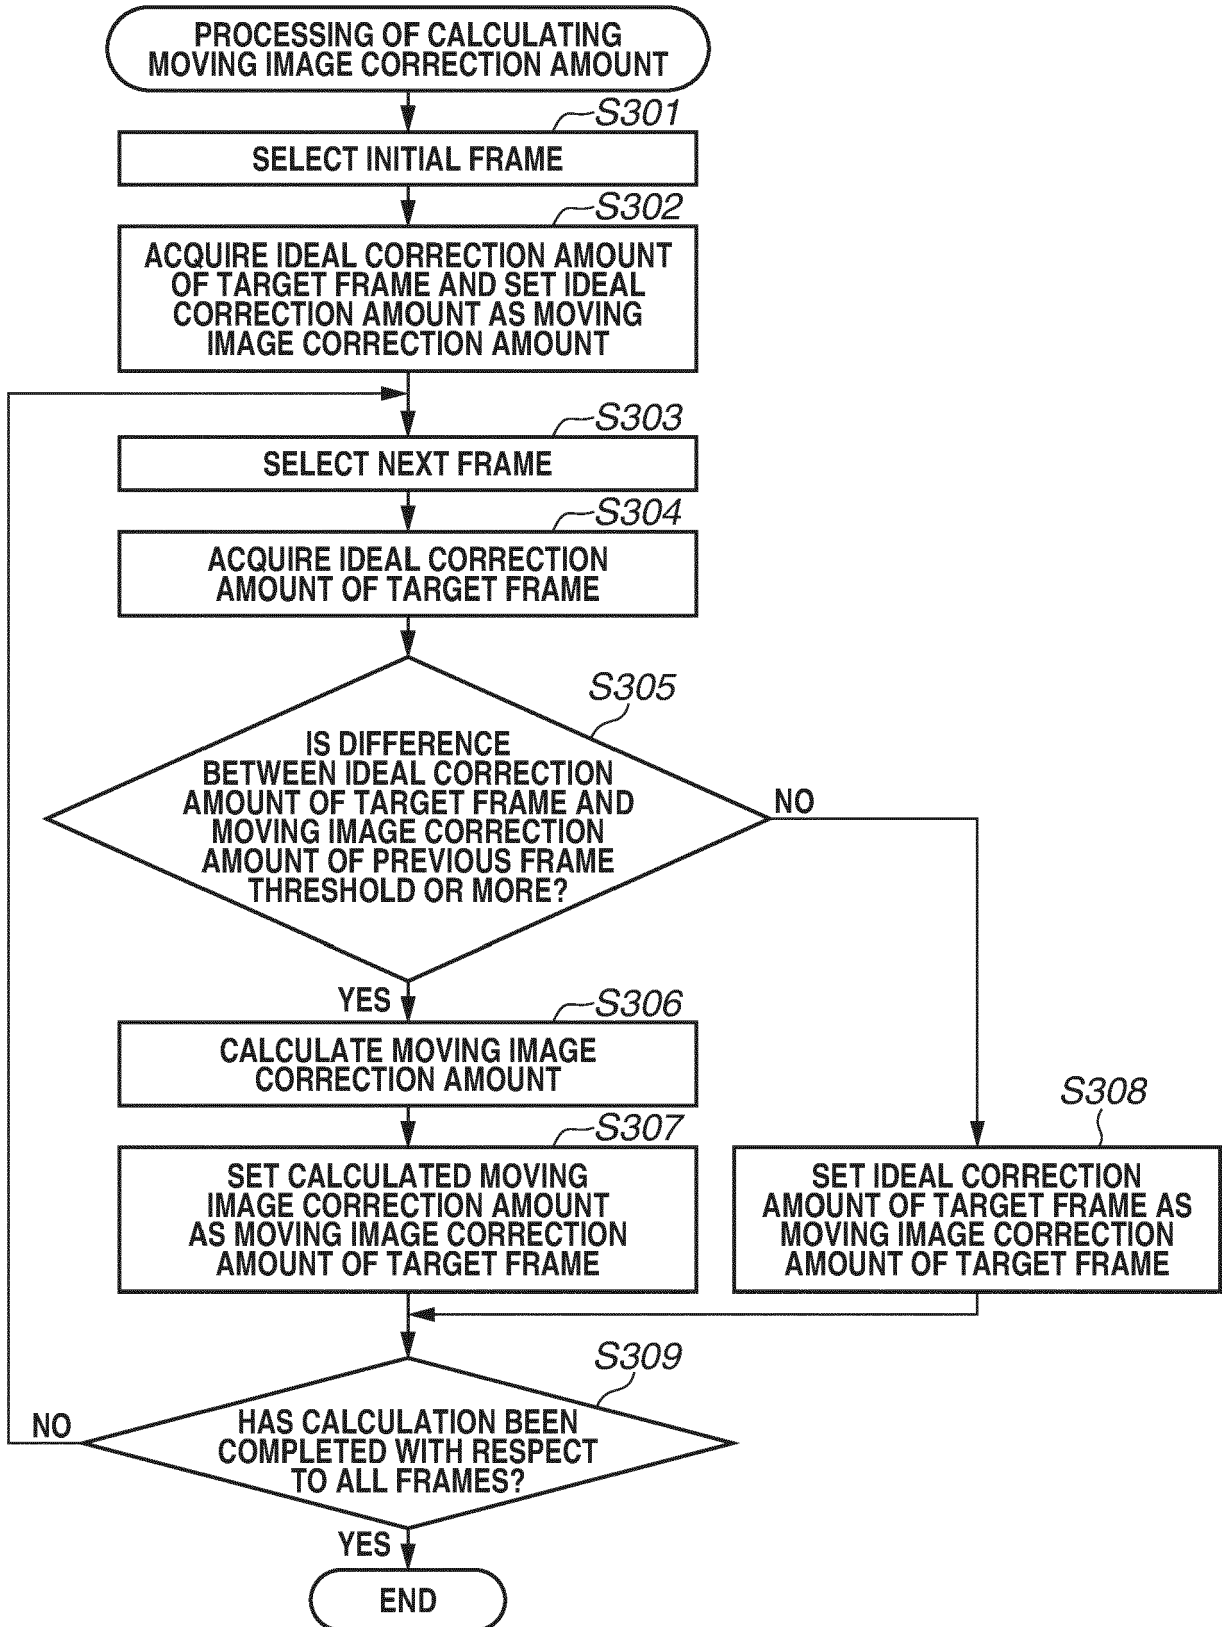 PROCESSING OF CALCULATING
MOVING IMAGE CORRECTION AMOUNT
S301
SELECT INITIAL FRAME
S302
ACQUIRE IDEAL CORRECTION AMOUNT
OF TARGET FRAME AND SET IDEAL
CORRECTION AMOUNT AS MOVING
IMAGE CORRECTION AMOUNT
S303
SELECT NEXT FRAME
S304
ACQUIRE IDEAL CORRECTION
AMOUNT OF TARGET FRAME
S305
IS DIFFERENCE
BETWEEN IDEAL CORRECTION
AMOUNT OF TARGET FRAME AND
MOVING IMAGE CORRECTION
AMOUNT OF PREVIOUS FRAME
THRESHOLD OR MORE?
NO
YES
S306
CALCULATE MOVING IMAGE
CORRECTION AMOUNT
S307
SET CALCULATED MOVING
IMAGE CORRECTION AMOUNT
AS MOVING IMAGE CORRECTION
AMOUNT OF TARGET FRAME
S308
SET IDEAL CORRECTION
AMOUNT OF TARGET FRAME AS
MOVING IMAGE CORRECTION
AMOUNT OF TARGET FRAME
S309
HAS CALCULATION BEEN
COMPLETED WITH RESPECT
TO ALL FRAMES?
NO
YES
END